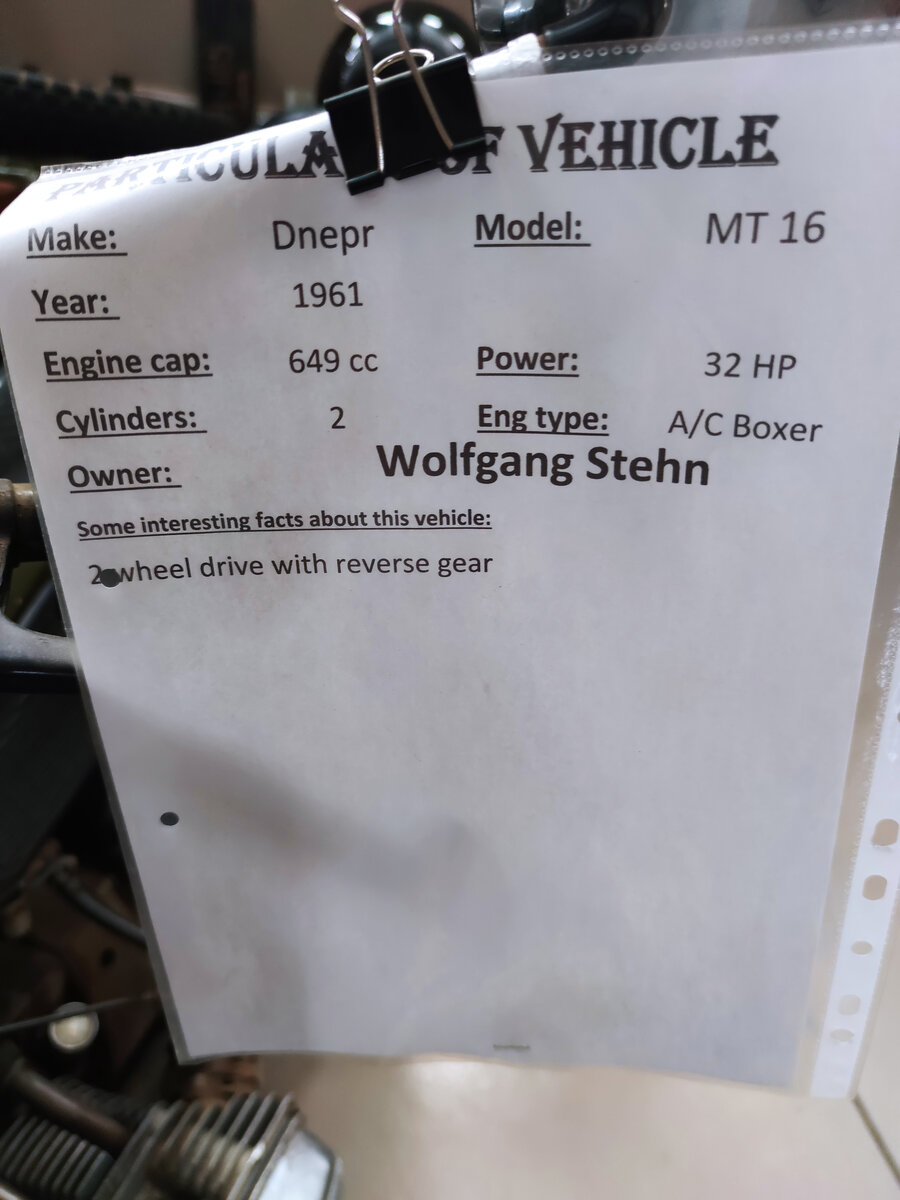 PARTICULA OF VEHICLE
Make: Dnepr Model: MT 16
Year: 1961
Engine cap: 649 cc Power: 32 HP
Cylinders: 2 Eng type: A/C Boxer
Owner: Wolfgang Stehn
Some interesting facts about this vehicle:
2 wheel drive with reverse gear